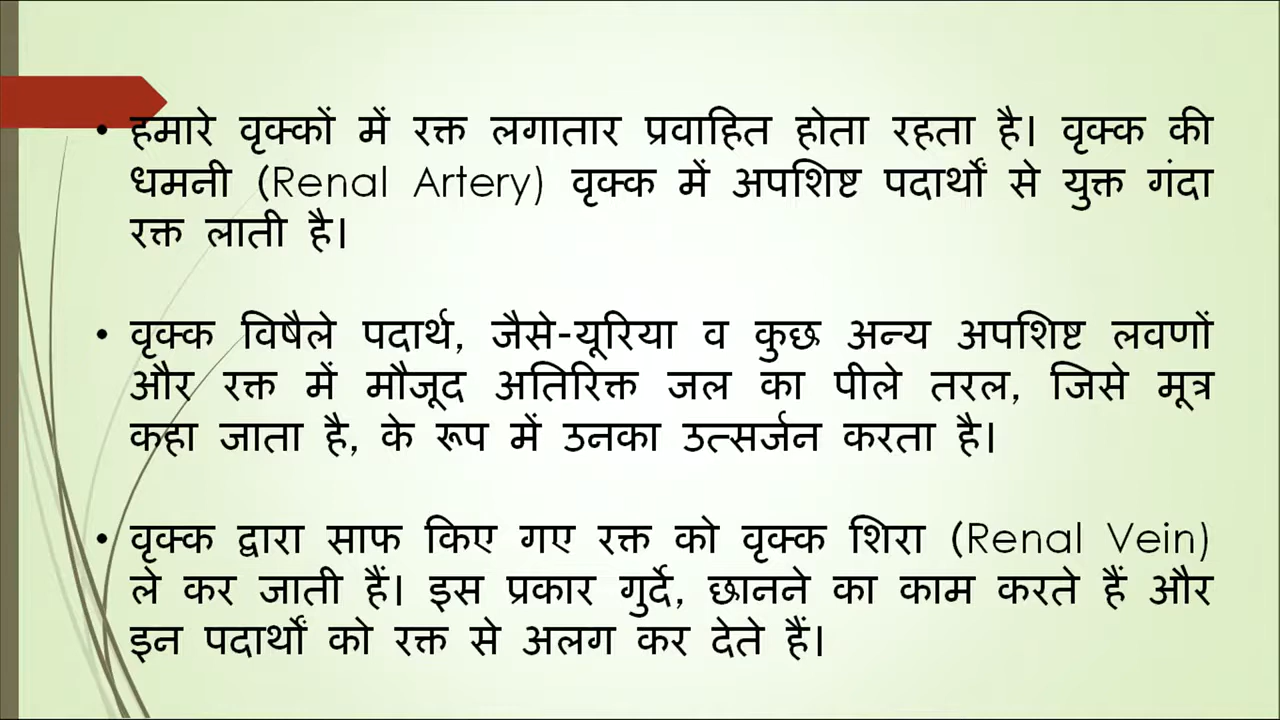 • हमारे वृक्कों में रक्त लगातार प्रवाहित होता रहता है। वृक्क की
धमनी (Renal Artery) वृक्क में अपशिष्ट पदार्थों से युक्त गंदा
रक्त लाती है।
• वृक्क विषैले पदार्थ, जैसे-यूरिया व कुछ अन्य अपशिष्ट लवणों
और रक्त में मौजूद अतिरिक्त जल का पीले तरल, जिसे मूत्र
कहा जाता है, के रूप में उनका उत्सर्जन करता है।
• वृक्क द्वारा साफ किए गए रक्त को वृक्क शिरा (Renal Vein)
ले कर जाती हैं। इस प्रकार गुर्दे, छानने का काम करते हैं और
इन पदार्थों को रक्त से अलग कर देते हैं।